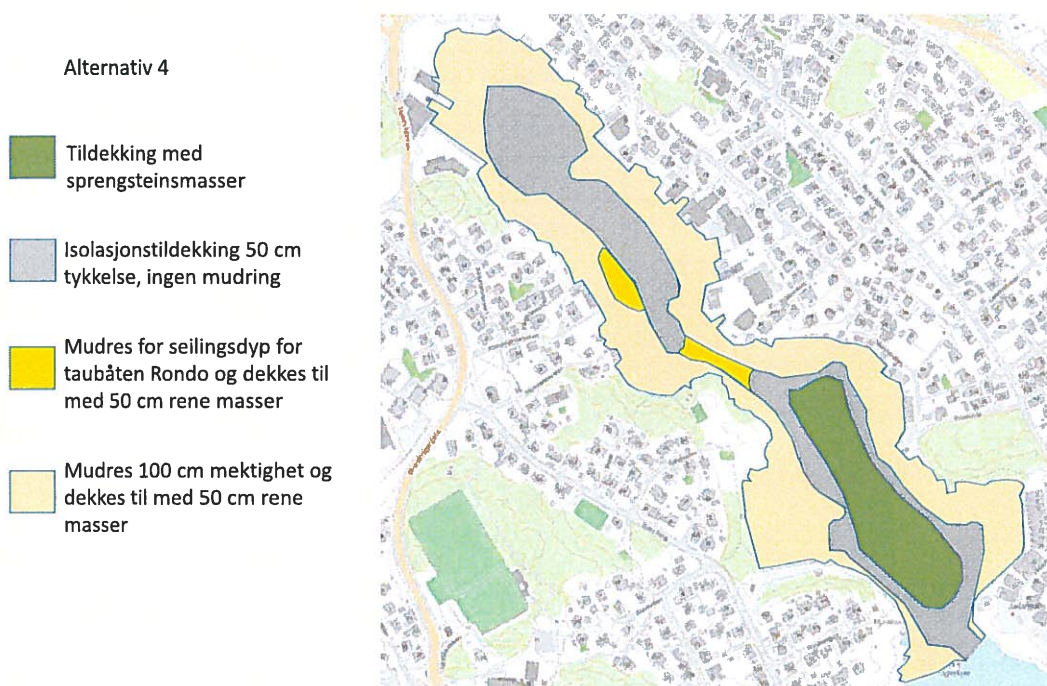 Alternativ 4
Tildekking med
sprengsteinsmasser
Isolasjonstildekking 50 cm
tykkelse, ingen mudring
Mudres for seilingsdyp for
taubåten Rondo og dekkes til
med 50 cm rene masser
Mudres 100 cm mektighet og
dekkes til med 50 cm rene
masser